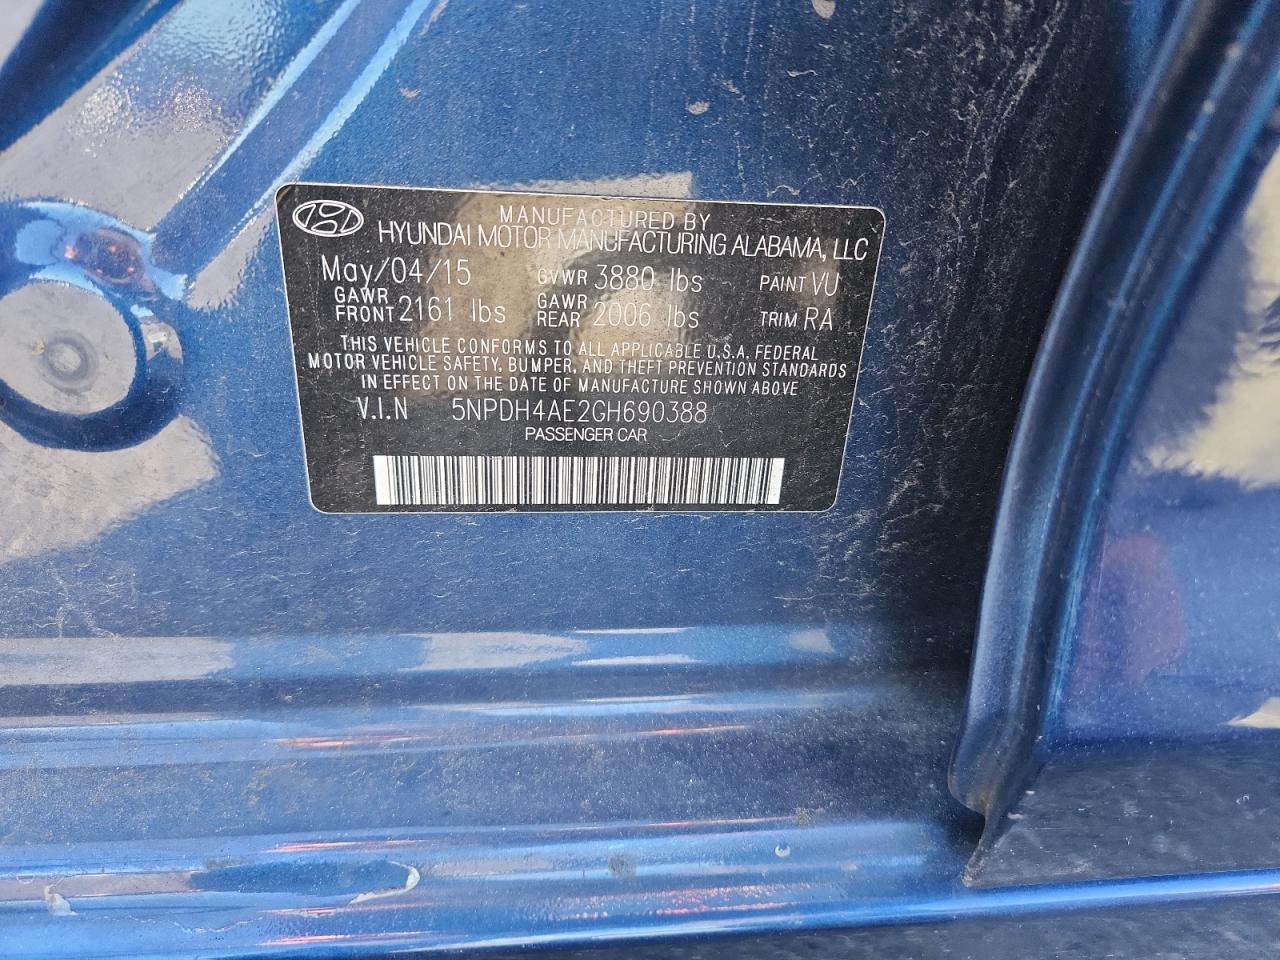 MANUFACTURED BY
HYUNDAI MOTOR MANUFACTURING ALABAMA, LLC
May/04/15 GVWR 3880 lbs PAINT VU
GAWR FRONT 2161 lbs GAWR REAR 2006 lbs TRIM RA
THIS VEHICLE CONFORMS TO ALL APPLICABLE U.S.A. FEDERAL
MOTOR VEHICLE SAFETY, BUMPER, AND THEFT PREVENTION STANDARDS
IN EFFECT ON THE DATE OF MANUFACTURE SHOWN ABOVE
V.I.N 5NPDH4AE2GH690388
PASSENGER CAR